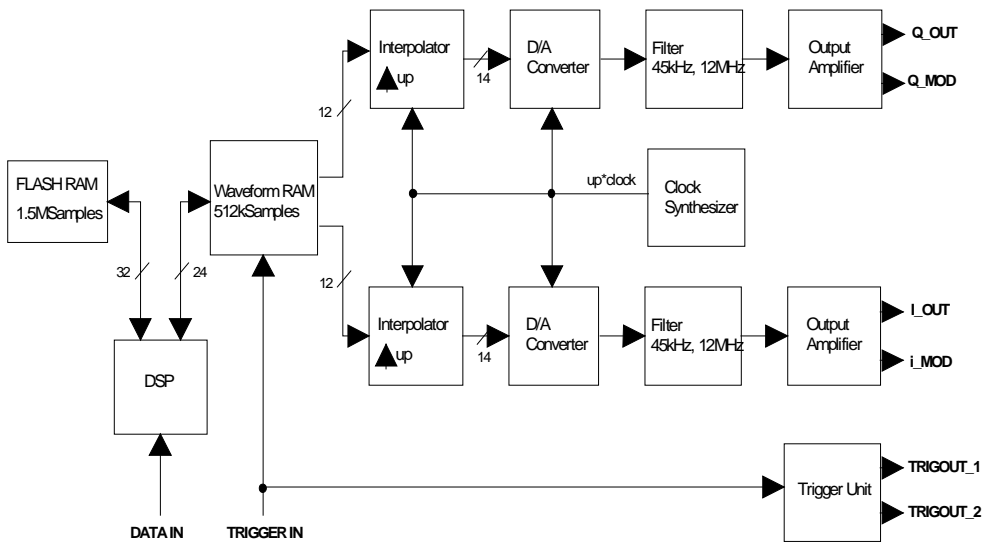 Interpolator
up
14
D/A
Converter
Filter
45kHz, 12MHz
Output
Amplifier
Q_OUT
Q_MOD
12
FLASH RAM
1.5MSamples
Waveform RAM
512kSamples
up*clock
Clock
Synthesizer
32
24
12
Interpolator
up
14
D/A
Converter
Filter
45kHz, 12MHz
Output
Amplifier
I_OUT
i_MOD
DSP
Trigger Unit
TRIGOUT_1
TRIGOUT_2
DATA IN
TRIGGER IN